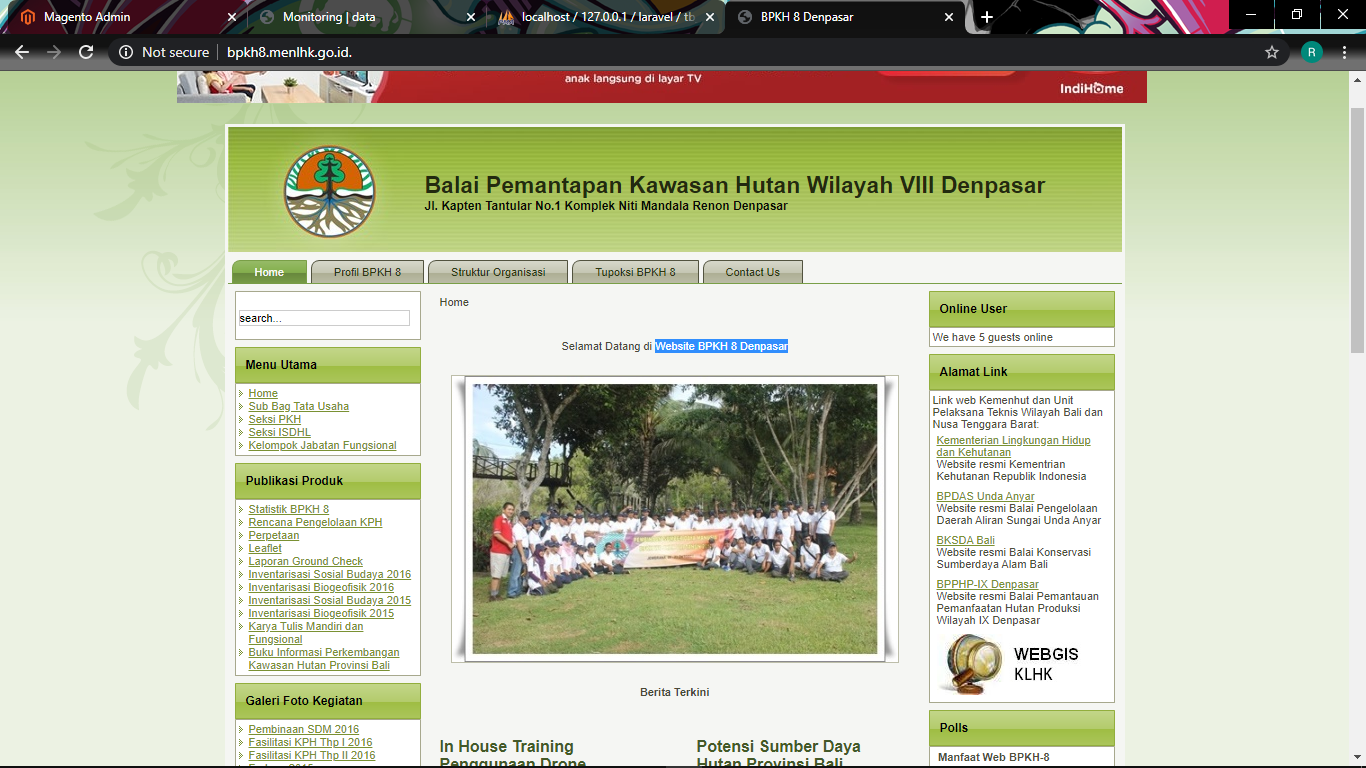 Magento Admin
Monitoring | data
localhost / 127.0.0.1 / laravel / tb
BPKH 8 Denpasar
Not secure
bpkh8.menlhk.go.id.
R
anak langsung di layar TV
IndiHome
Balai Pemantapan Kawasan Hutan Wilayah VIII Denpasar
Jl. Kapten Tantular No.1 Komplek Niti Mandala Renon Denpasar
Home
Profil BPKH 8
Struktur Organisasi
Tupoksi BPKH 8
Contact Us
search...
Menu Utama
Home
Sub Bag Tata Usaha
Seksi PKH
Seksi ISDHL
Kelompok Jabatan Fungsional
Publikasi Produk
Statistik BPKH 8
Rencana Pengelolaan KPH
Perpetaan
Leaflet
Laporan Ground Check
Inventarisasi Sosial Budaya 2016
Inventarisasi Biogeofisik 2016
Inventarisasi Sosial Budaya 2015
Inventarisasi Biogeofisik 2015
Karya Tulis Mandiri dan
Fungsional
Buku Informasi Perkembangan
Kawasan Hutan Provinsi Bali
Galeri Foto Kegiatan
Pembinaan SDM 2016
Fasilitasi KPH Thp I 2016
Fasilitasi KPH Thp II 2016
Home
Selamat Datang di Website BPKH 8 Denpasar
Berita Terkini
In House Training
Penggunaan Drone
Potensi Sumber Daya
Hutan Provinsi Bali
Online User
We have 5 guests online
Alamat Link
Link web Kemenhut dan Unit
Pelaksana Teknis Wilayah Bali dan
Nusa Tenggara Barat:
Kementerian Lingkungan Hidup
dan Kehutanan
Website resmi Kementrian
Kehutanan Republik Indonesia
BPDAS Unda Anyar
Website resmi Balai Pengelolaan
Daerah Aliran Sungai Unda Anyar
BKSDA Bali
Website resmi Balai Konservasi
Sumberdaya Alam Bali
BPPHP-IX Denpasar
Website resmi Balai Pemantauan
Pemanfaatan Hutan Produksi
Wilayah IX Denpasar
WEBGIS
KLHK
Polls
Manfaat Web BPKH-8